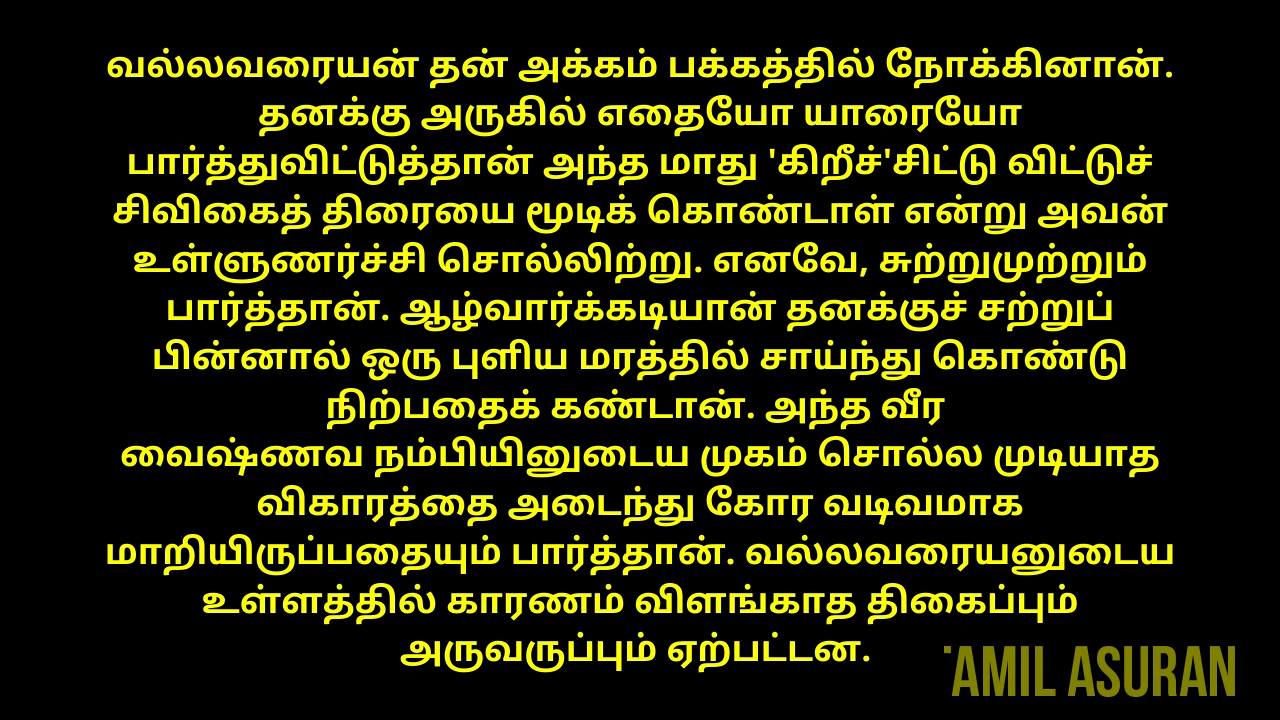 வல்லவரையன் தன் அக்கம் பக்கத்தில் நோக்கினான்.
தனக்கு அருகில் எதையோ யாரையோ
பார்த்துவிட்டுத்தான் அந்த மாது 'கிறீச்'சிட்டு விட்டுச்
சிவிகைத் திரையை மூடிக் கொண்டாள் என்று அவன்
உள்ளுணர்ச்சி சொல்லிற்று. எனவே, சுற்றுமுற்றும்
பார்த்தான். ஆழ்வார்க்கடியான் தனக்குச் சற்றுப்
பின்னால் ஒரு புளிய மரத்தில் சாய்ந்து கொண்டு
நிற்பதைக் கண்டான். அந்த வீர
வைஷ்ணவ நம்பியினுடைய முகம் சொல்ல முடியாத
விகாரத்தை அடைந்து கோர வடிவமாக
மாறியிருப்பதையும் பார்த்தான். வல்லவரையனுடைய
உள்ளத்தில் காரணம் விளங்காத திகைப்பும்
அருவருப்பும் ஏற்பட்டன.
TAMIL ASURAN